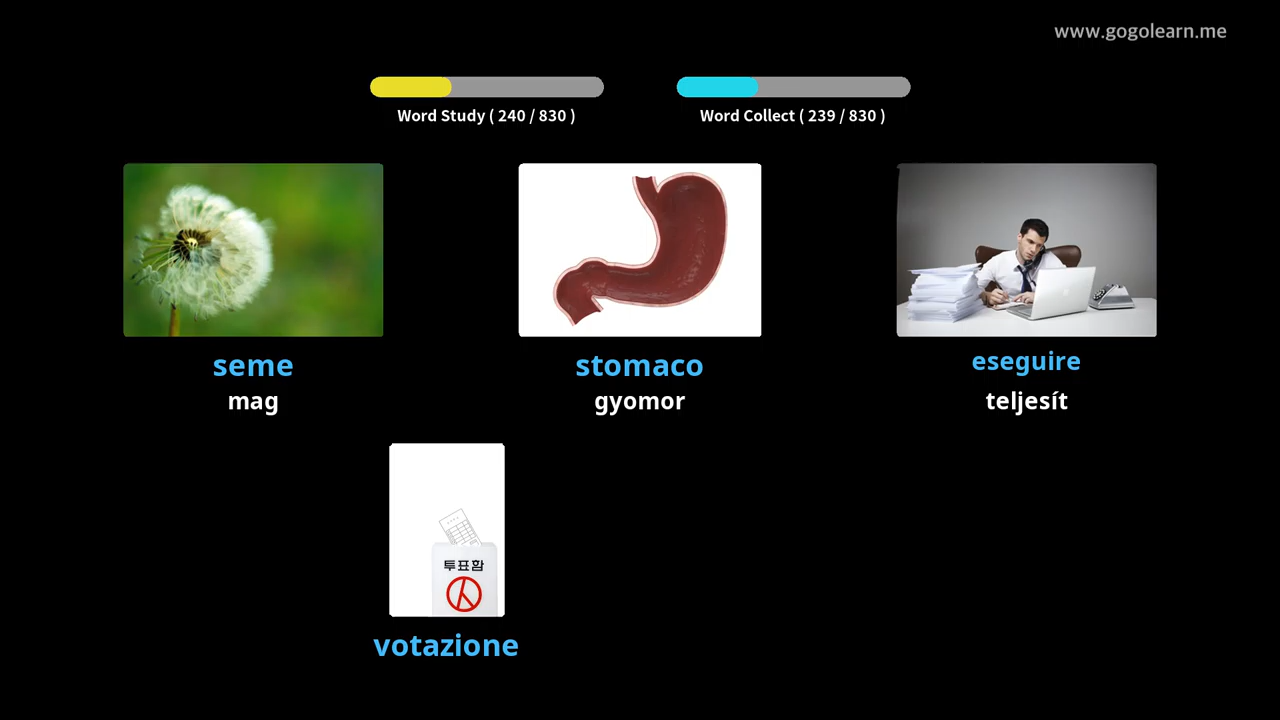 www.gogolearn.me
Word Study ( 240 / 830 )
Word Collect ( 239 / 830 )
seme
mag
stomaco
gyomor
eseguire
teljesít
투표함
votazione